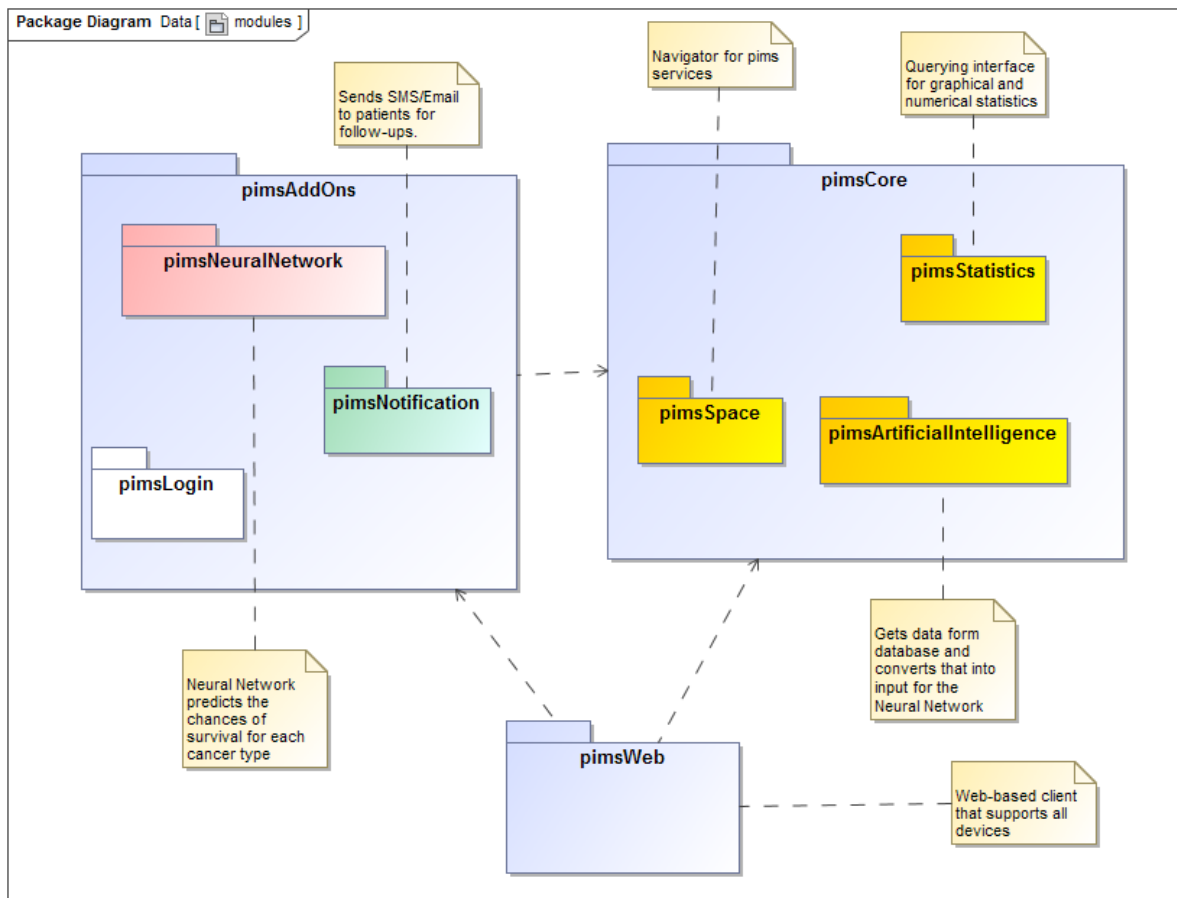 Package Diagram Data [ modules ]
Navigator for pims
services
Querying interface
for graphical and
numerical statistics
Sends SMS/Email
to patients for
follow-ups.
pimsAddOns
pimsCore
pimsNeuralNetwork
pimsStatistics
pimsNotification
pimsSpace
pimsArtificialIntelligence
pimsLogin
Gets data form
database and
converts that into
input for the
Neural Network
Neural Network
predicts the
chances of
survival for each
cancer type
pimsWeb
Web-based client
that supports all
devices